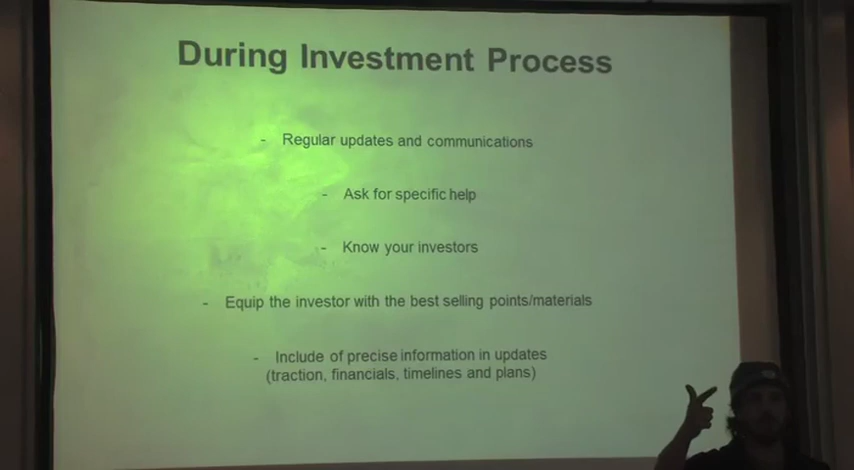 During Investment Process
- Regular updates and communications
- Ask for specific help
- Know your investors
- Equip the investor with the best selling points/materials
- Include of precise information in updates
(traction, financials, timelines and plans)